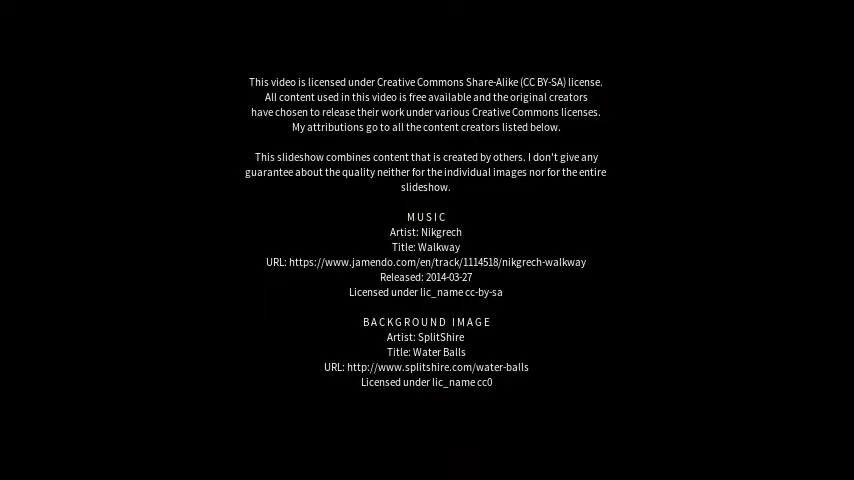 This video is licensed under Creative Commons Share-Alike (CC BY-SA) license.
All content used in this video is free available and the original creators
have chosen to release their work under various Creative Commons licenses.
My attributions go to all the content creators listed below.
This slideshow combines content that is created by others. I don't give any
guarantee about the quality neither for the individual images nor for the entire
slideshow.
MUSIC
Artist: Nikgrech
Title: Walkway
URL: https://www.jamendo.com/en/track/1114518/nikgrech-walkway
Released: 2014-03-27
Licensed under lic_name cc-by-sa
BACKGROUND IMAGE
Artist: SplitShire
Title: Water Balls
URL: http://www.splitshire.com/water-balls
Licensed under lic_name cc0